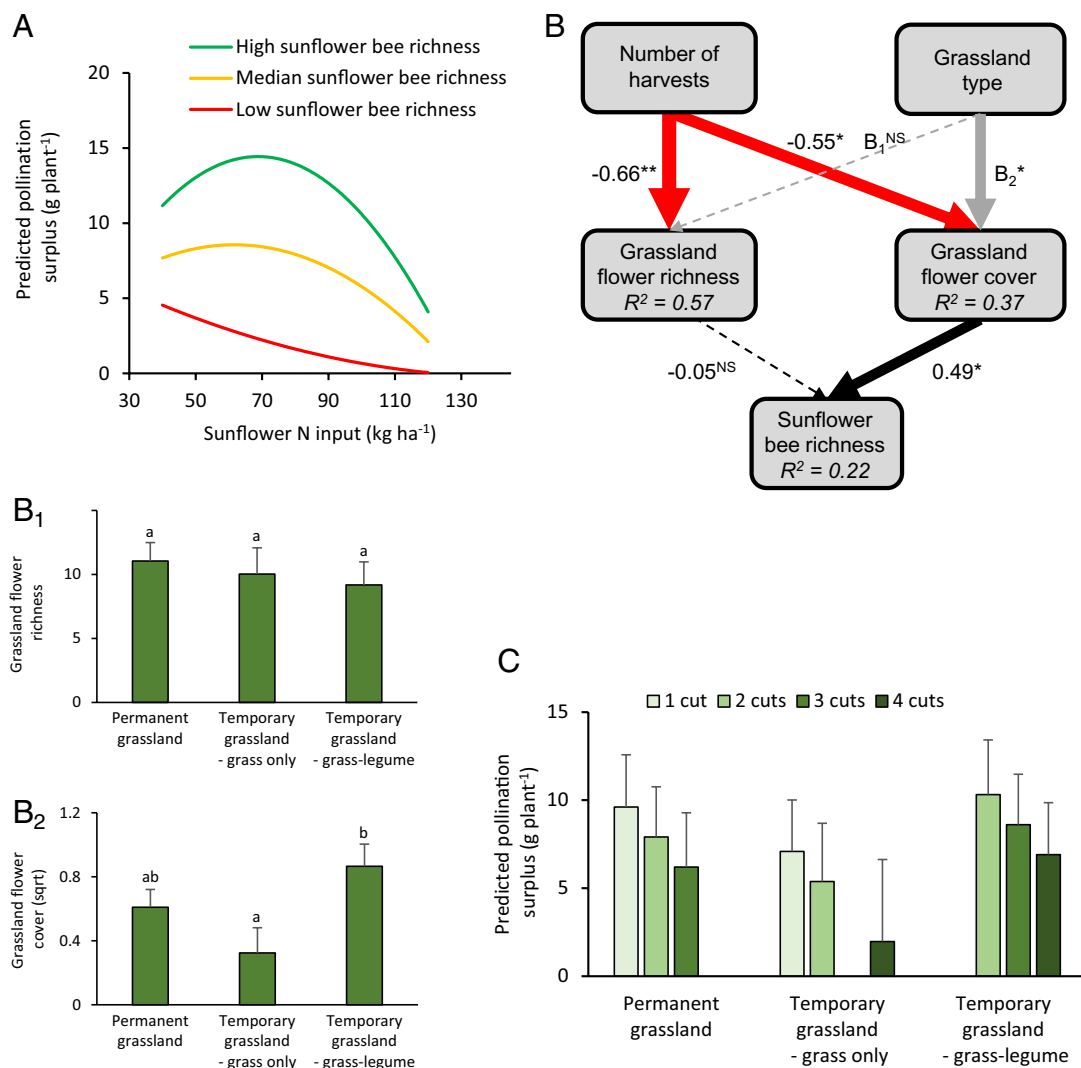 A
High sunflower bee richness
Median sunflower bee richness
Low sunflower bee richness
Predicted pollination
surplus (g plant-1)
20
15
10
5
0
30
50
70
90
110
130
Sunflower N input (kg ha-1)
B
Number of
harvests
Grassland
type
-0.55*
B1NS
-0.66**
B2*
Grassland
flower richness
R2 = 0.57
Grassland
flower cover
R2 = 0.37
-0.05NS
0.49*
Sunflower
bee richness
R2 = 0.22
B1
Grassland flower
richness
10
5
0
a
a
a
Permanent
grassland
Temporary
grassland
- grass only
Temporary
grassland
- grass-legume
B2
Grassland flower
cover (sqrt)
1.2
0.8
0.4
0
ab
a
b
Permanent
grassland
Temporary
grassland
- grass only
Temporary
grassland
- grass-legume
C
1 cut
2 cuts
3 cuts
4 cuts
Predicted pollination
surplus (g plant-1)
15
10
5
0
Permanent
grassland
Temporary
grassland
- grass only
Temporary
grassland
- grass-legume